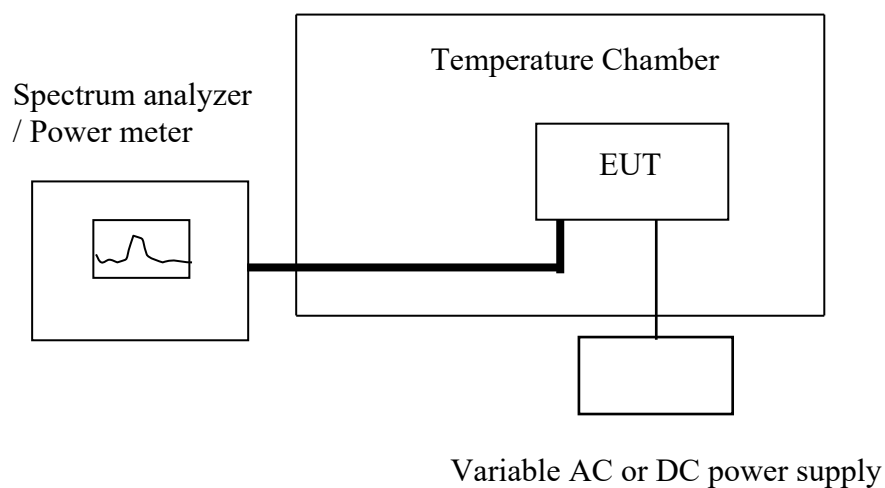 Temperature Chamber
Spectrum analyzer
/ Power meter
EUT
Variable AC or DC power supply